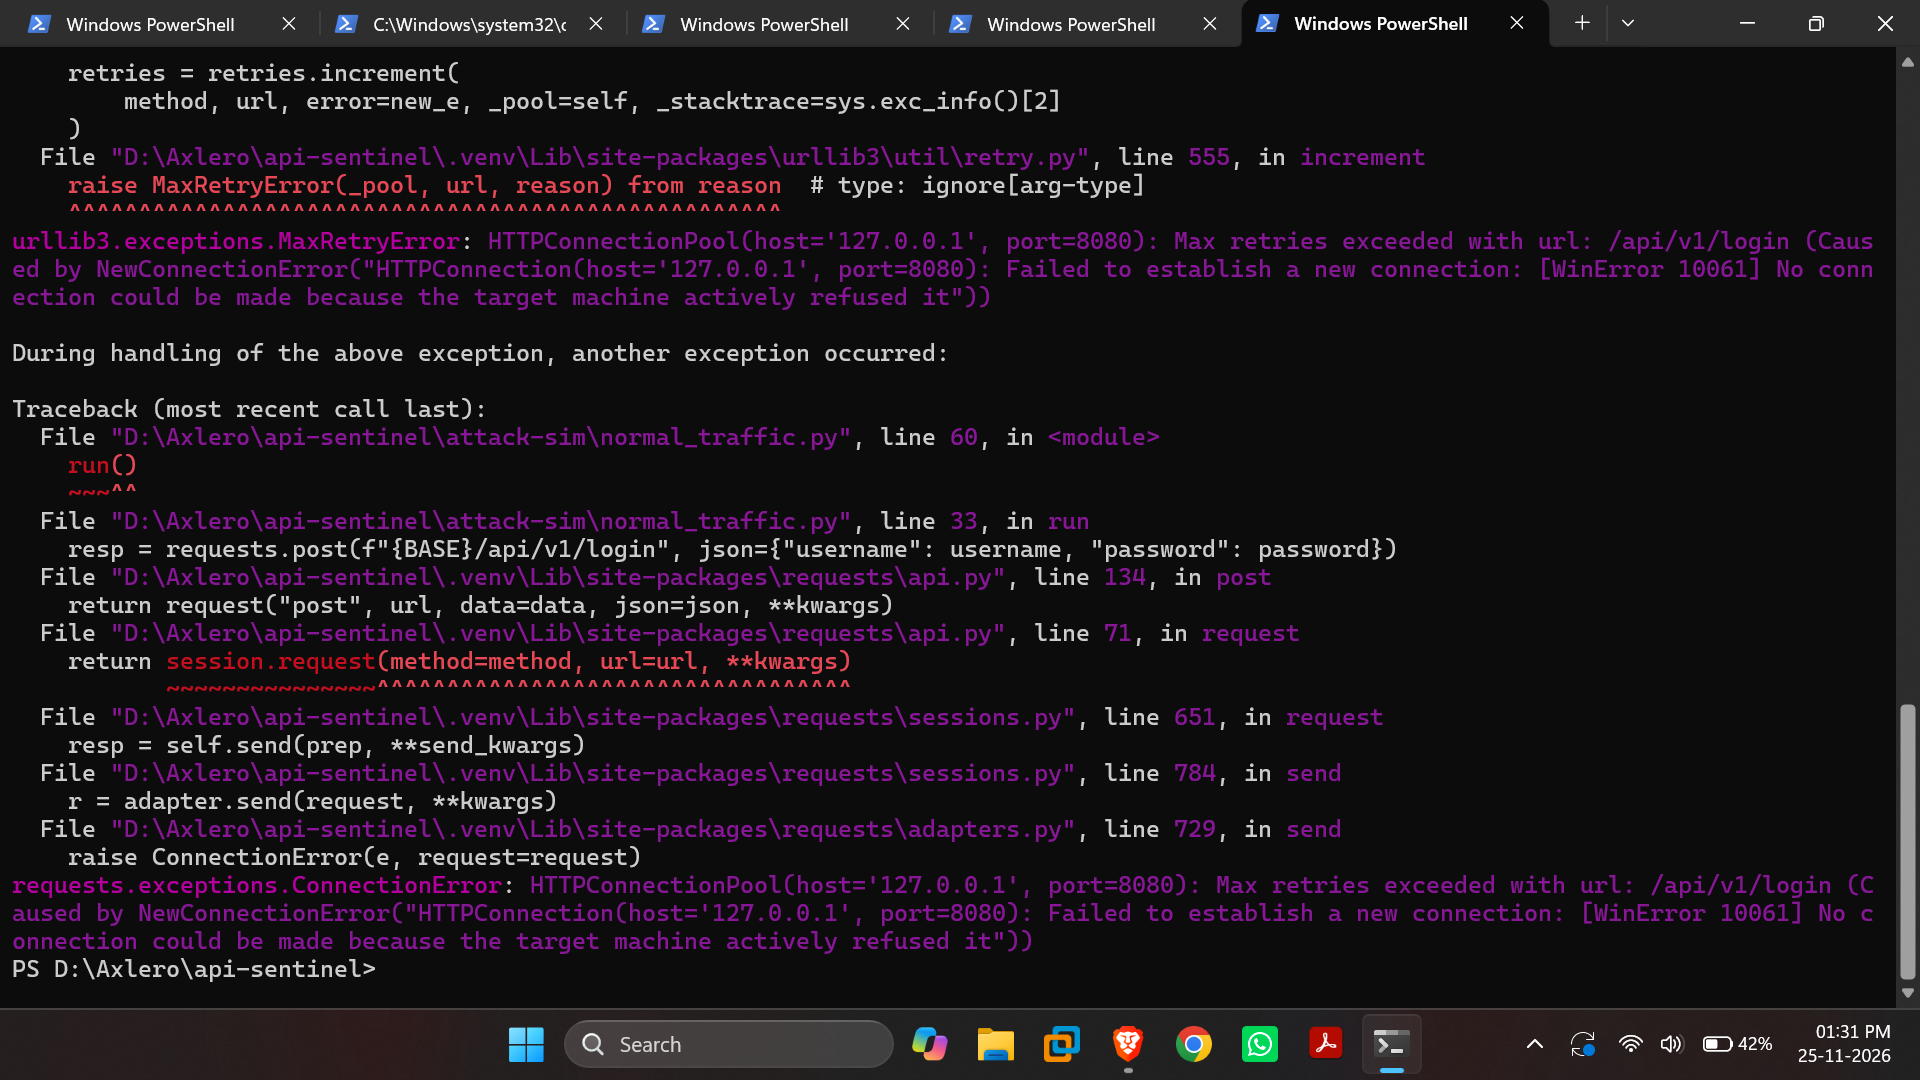 Windows PowerShell
C:\Windows\system32\c
Windows PowerShell
Windows PowerShell
Windows PowerShell
    retries = retries.increment(
        method, url, error=new_e, _pool=self, _stacktrace=sys.exc_info()[2]
    )
  File "D:\Axlero\api-sentinel\.venv\Lib\site-packages\urllib3\util\retry.py", line 555, in increment
    raise MaxRetryError(_pool, url, reason) from reason  # type: ignore[arg-type]
    ^^^^^^^^^^^^^^^^^^^^^^^^^^^^^^^^^^^^^^^^^^^^^^^^^^^
urllib3.exceptions.MaxRetryError: HTTPConnectionPool(host='127.0.0.1', port=8080): Max retries exceeded with url: /api/v1/login (Caus
ed by NewConnectionError("HTTPConnection(host='127.0.0.1', port=8080): Failed to establish a new connection: [WinError 10061] No conn
ection could be made because the target machine actively refused it"))
During handling of the above exception, another exception occurred:
Traceback (most recent call last):
  File "D:\Axlero\api-sentinel\attack-sim\normal_traffic.py", line 60, in <module>
    run()
    ~~~^^
  File "D:\Axlero\api-sentinel\attack-sim\normal_traffic.py", line 33, in run
    resp = requests.post(f"{BASE}/api/v1/login", json={"username": username, "password": password})
  File "D:\Axlero\api-sentinel\.venv\Lib\site-packages\requests\api.py", line 134, in post
    return request("post", url, data=data, json=json, **kwargs)
  File "D:\Axlero\api-sentinel\.venv\Lib\site-packages\requests\api.py", line 71, in request
    return session.request(method=method, url=url, **kwargs)
           ~~~~~~~~~~~~~~~^^^^^^^^^^^^^^^^^^^^^^^^^^^^^^^^^^
  File "D:\Axlero\api-sentinel\.venv\Lib\site-packages\requests\sessions.py", line 651, in request
    resp = self.send(prep, **send_kwargs)
  File "D:\Axlero\api-sentinel\.venv\Lib\site-packages\requests\sessions.py", line 784, in send
    r = adapter.send(request, **kwargs)
  File "D:\Axlero\api-sentinel\.venv\Lib\site-packages\requests\adapters.py", line 729, in send
    raise ConnectionError(e, request=request)
requests.exceptions.ConnectionError: HTTPConnectionPool(host='127.0.0.1', port=8080): Max retries exceeded with url: /api/v1/login (C
aused by NewConnectionError("HTTPConnection(host='127.0.0.1', port=8080): Failed to establish a new connection: [WinError 10061] No c
onnection could be made because the target machine actively refused it"))
PS D:\Axlero\api-sentinel>
Search
42%
01:31 PM
25-11-2026